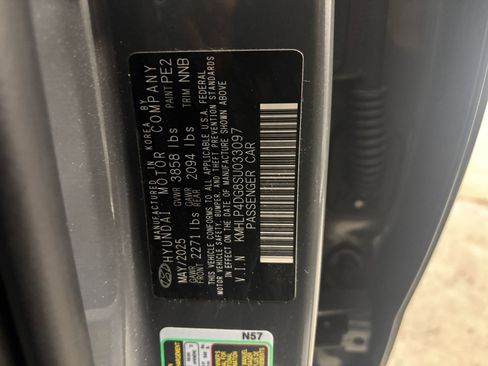 MANUFACTURED IN KOREA BY
HYUNDAI MOTOR COMPANY
MAY/2025 GVWR 3858 lbs PAINT PE2
GAWR FRONT 2271 lbs GAWR REAR 2094 lbs TRIM NNB
THIS VEHICLE CONFORMS TO ALL APPLICABLE U.S.A. FEDERAL
MOTOR VEHICLE SAFETY, BUMPER, AND THEFT PREVENTION STANDARDS
IN EFFECT ON THE DATE OF MANUFACTURE SHOWN ABOVE.
V.I.N
PASSENGER CAR
N57